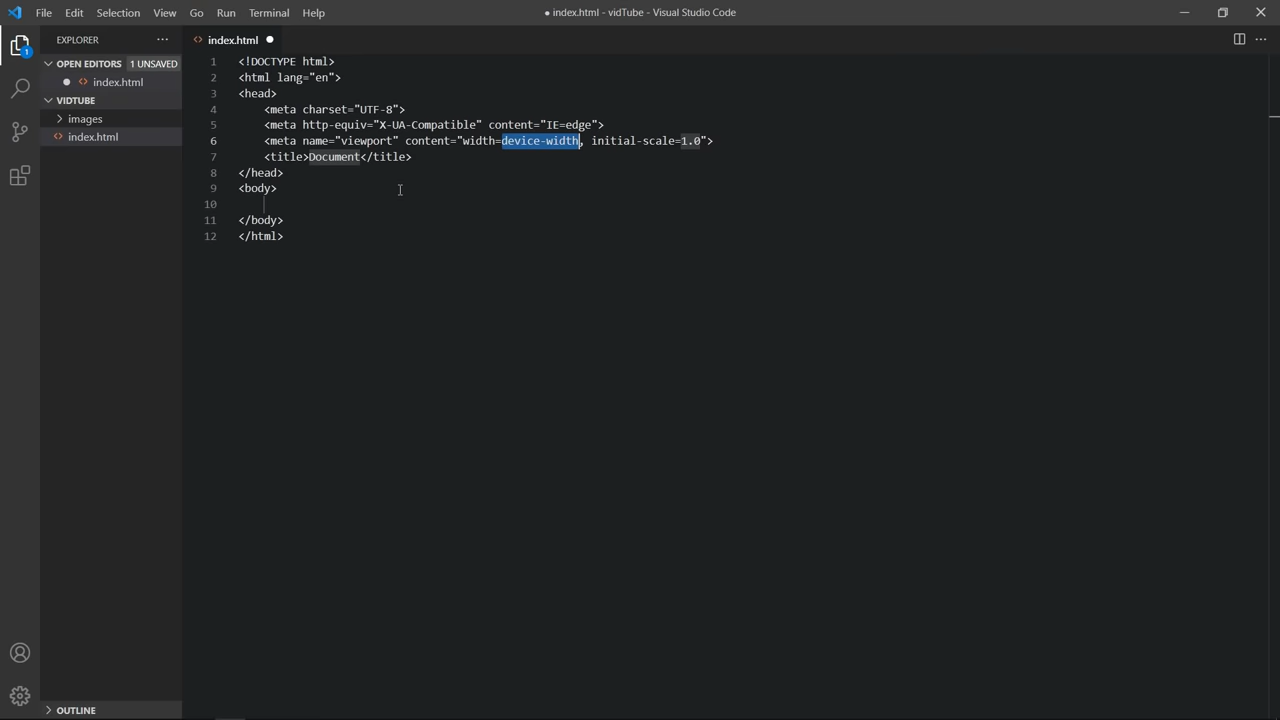 File Edit Selection View Go Run Terminal Help
● index.html - vidTube - Visual Studio Code
EXPLORER
OPEN EDITORS 1 UNSAVED
index.html
VIDTUBE
images
index.html
OUTLINE
1
index.html
1 <!DOCTYPE html>
2 <html lang="en">
3 <head>
4 <meta charset="UTF-8">
5 <meta http-equiv="X-UA-Compatible" content="IE=edge">
6 <meta name="viewport" content="width=device-width, initial-scale=1.0">
7 <title>Document</title>
8 </head>
9 <body>
10
11 </body>
12 </html>